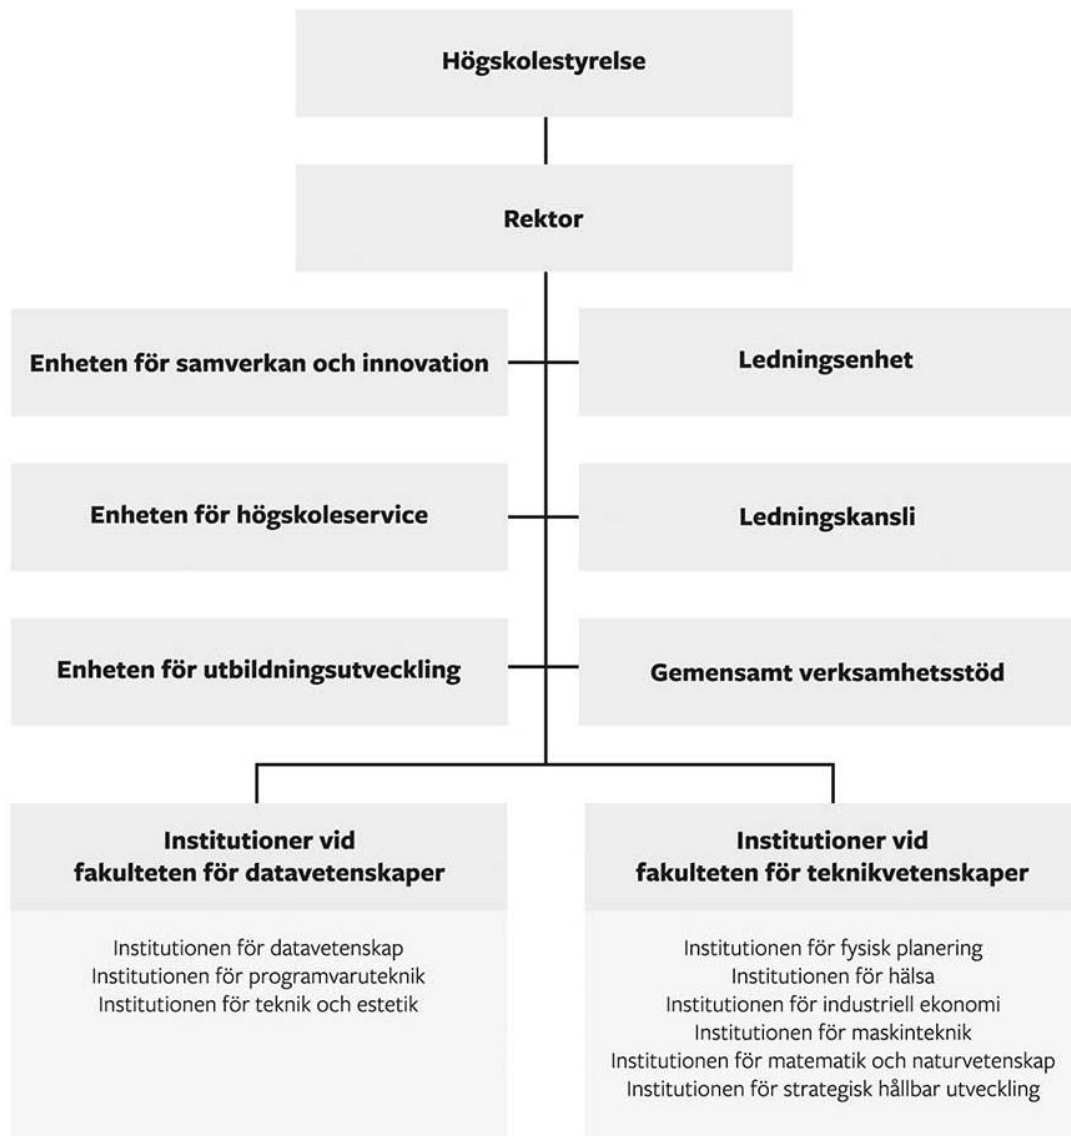 Högskolestyrelse
Rektor
Enheten för samverkan och innovation
Ledningsenhet
Enheten för högskoleservice
Ledningskansli
Enheten för utbildningsutveckling
Gemensamt verksamhetsstöd
Institutioner vid
fakulteten för datavetenskaper
Institutionen för datavetenskap
Institutionen för programvaruteknik
Institutionen för teknik och estetik
Institutioner vid
fakulteten för teknikvetenskaper
Institutionen för fysisk planering
Institutionen för hälsa
Institutionen för industriell ekonomi
Institutionen för maskinteknik
Institutionen för matematik och naturvetenskap
Institutionen för strategisk hållbar utveckling